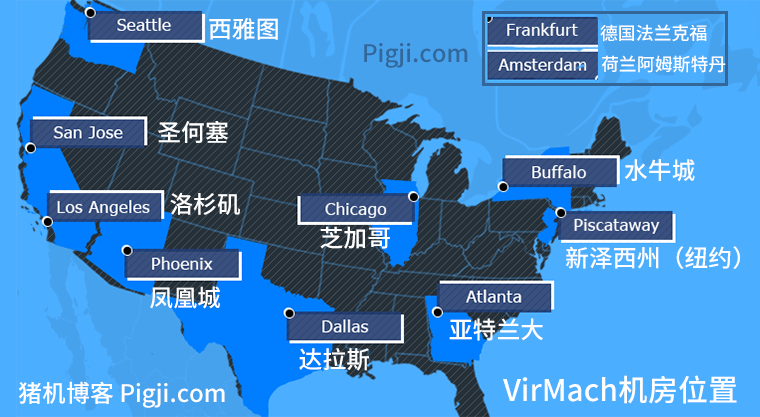 Seattle 西雅图
Pigji.com
Frankfurt 德国法兰克福
Amsterdam 荷兰阿姆斯特丹
San Jose 圣何塞
Buffalo 水牛城
Los Angeles 洛杉矶
Chicago
芝加哥
Piscataway
新泽西州（纽约）
Phoenix
凤凰城
Atlanta
亚特兰大
Dallas
达拉斯
猪机博客 Pigji.com
VirMach机房位置